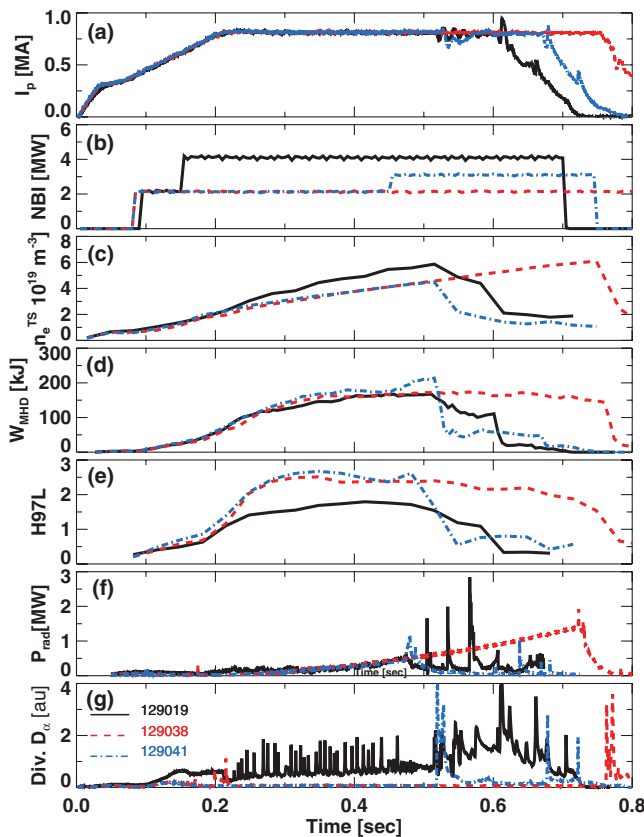 (a)
I_p [MA]
1.0
0.5
0.0
(b)
NBI [MW]
6
4
2
0
(c)
n_e^TS 10^19 m^-3
8
6
4
2
0
(d)
W_MHD [kJ]
300
200
100
0
(e)
H97L
3
2
1
0
(f)
P_rad[MW]
3
2
1
0
Time [sec]
(g)
Div. D_α [au]
4
2
0
129019
129038
129041
0.0 0.2 0.4 0.6 0.8
Time [sec]